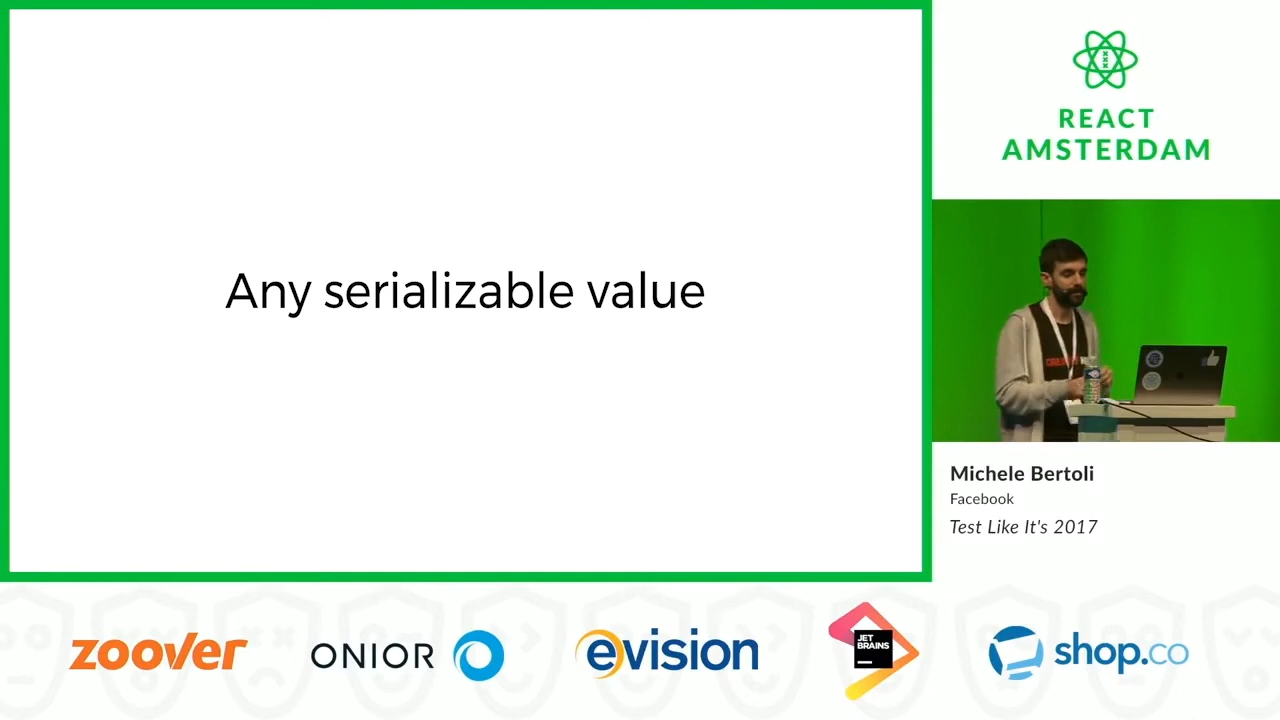 Any serializable value
REACT
AMSTERDAM
Michele Bertoli
Facebook
Test Like It's 2017
zoover
ONIOR
evision
JET
BRAINS
shop.co